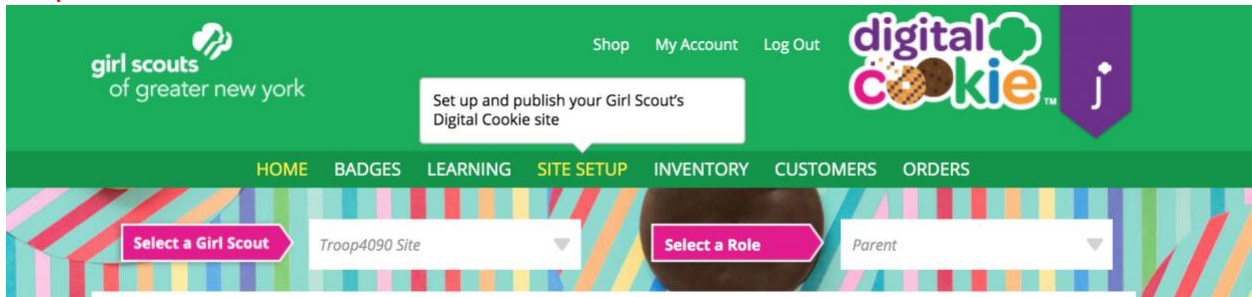 girl scouts
of greater new york
Shop My Account Log Out
digital
cookie™
j
Set up and publish your Girl Scout's
Digital Cookie site
HOME BADGES LEARNING SITE SETUP INVENTORY CUSTOMERS ORDERS
Select a Girl Scout Troop4090 Site Select a Role Parent